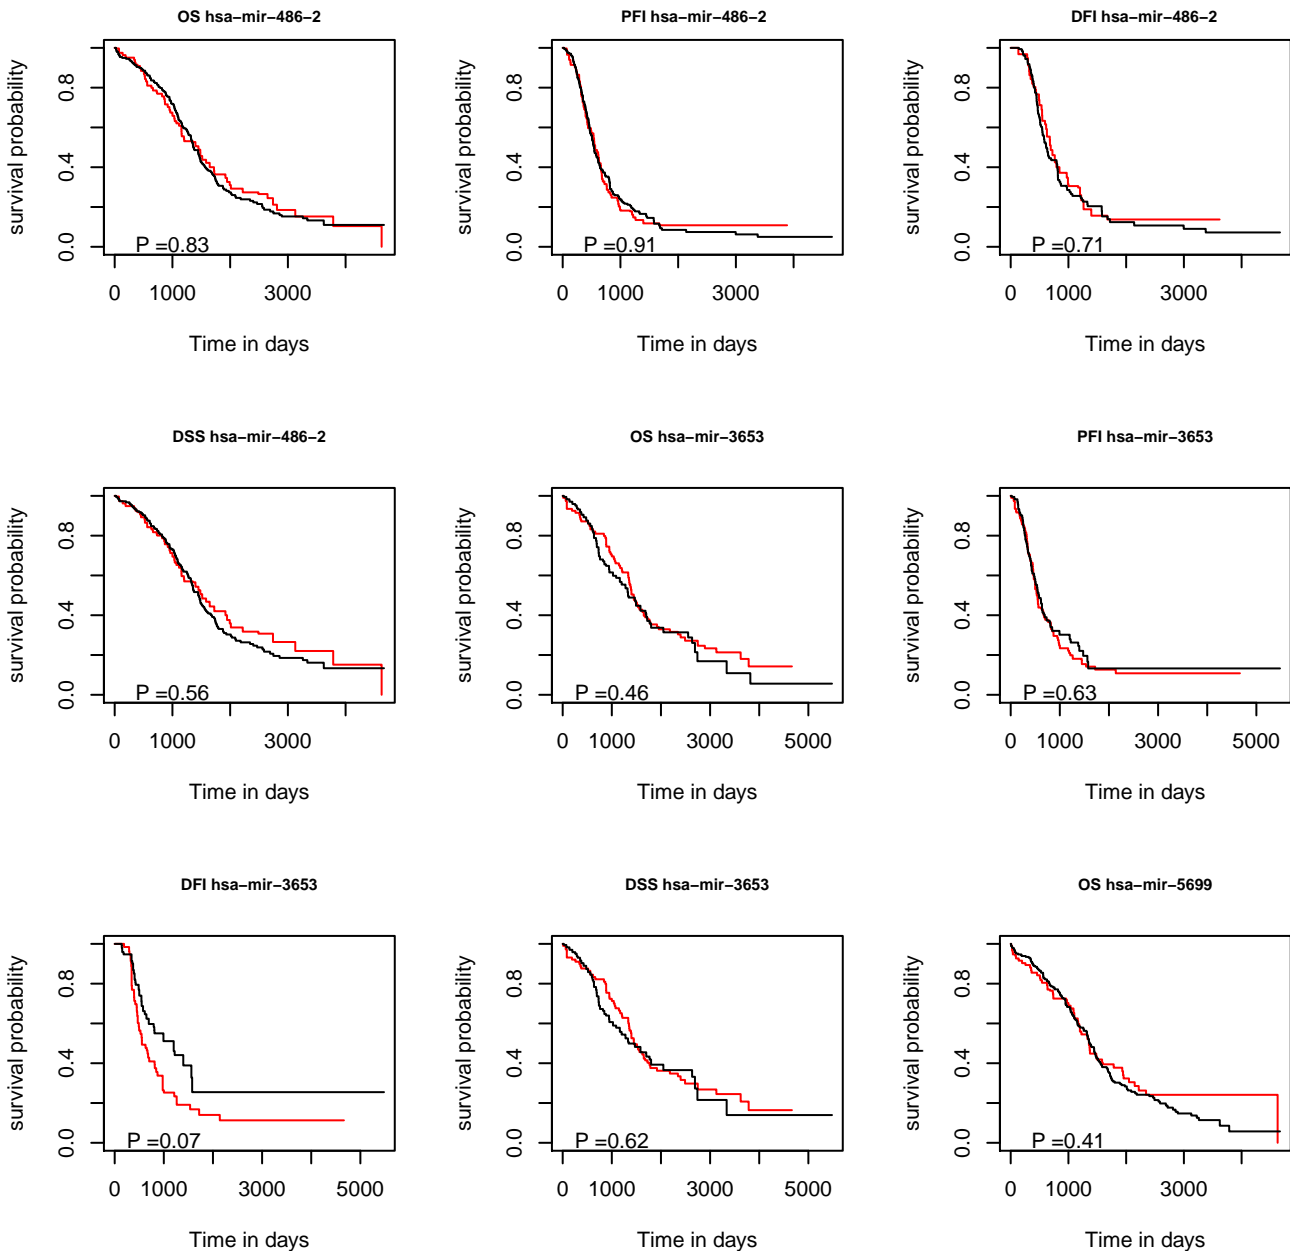 OS hsa−mir−486−2
survival probability
0.0 0.4 0.8
P =0.83
0 1000 3000
Time in days
PFI hsa−mir−486−2
survival probability
0.0 0.4 0.8
P =0.91
0 1000 3000
Time in days
DFI hsa−mir−486−2
survival probability
0.0 0.4 0.8
P =0.71
0 1000 3000
Time in days
DSS hsa−mir−486−2
survival probability
0.0 0.4 0.8
P =0.56
0 1000 3000
Time in days
OS hsa−mir−3653
survival probability
0.0 0.4 0.8
P =0.46
0 1000 3000 5000
Time in days
PFI hsa−mir−3653
survival probability
0.0 0.4 0.8
P =0.63
0 1000 3000 5000
Time in days
DFI hsa−mir−3653
survival probability
0.0 0.4 0.8
P =0.07
0 1000 3000 5000
Time in days
DSS hsa−mir−3653
survival probability
0.0 0.4 0.8
P =0.62
0 1000 3000 5000
Time in days
OS hsa−mir−5699
survival probability
0.0 0.4 0.8
P =0.41
0 1000 3000
Time in days